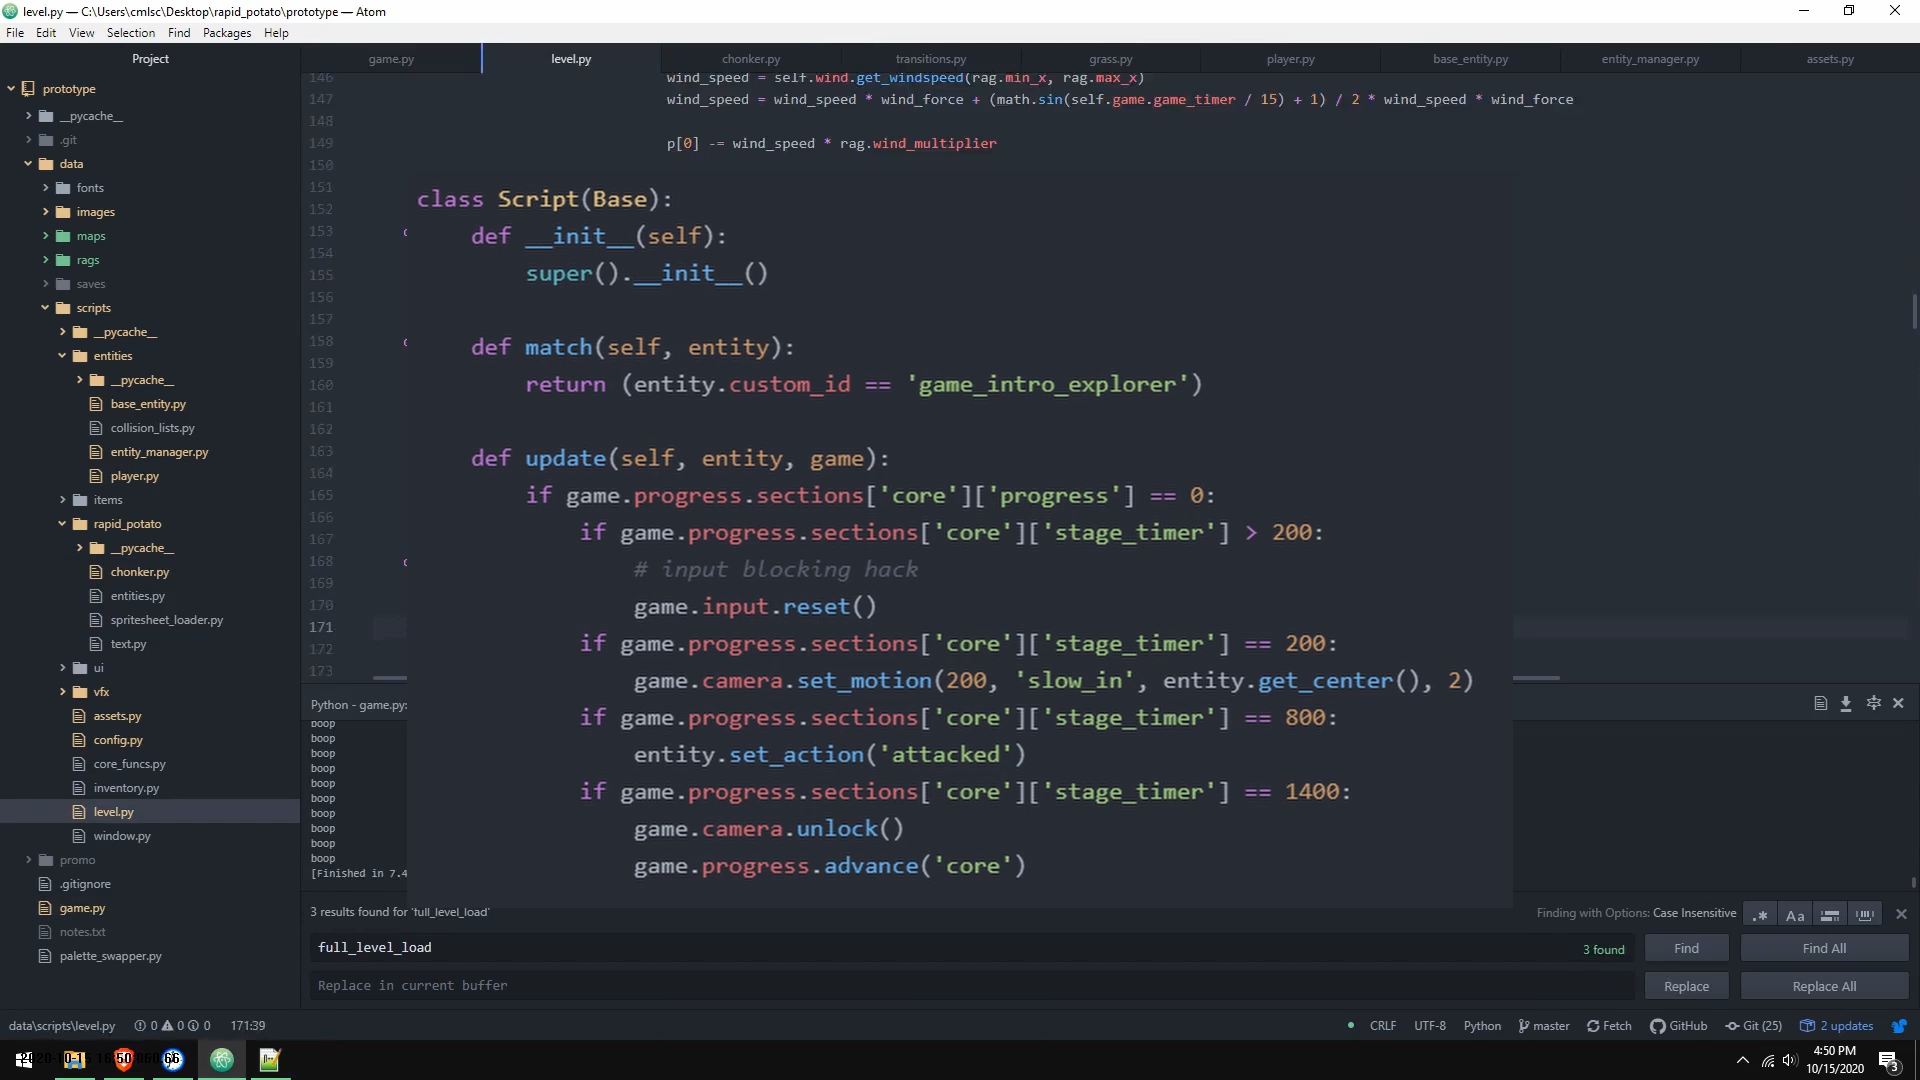 level.py — C:\Users\cmlsc\Desktop\rapid_potato\prototype — Atom
File Edit View Selection Find Packages Help
Project
game.py level.py chonker.py transitions.py grass.py player.py base_entity.py entity_manager.py assets.py
prototype
__pycache__
.git
data
fonts
images
maps
rags
saves
scripts
__pycache__
entities
__pycache__
base_entity.py
collision_lists.py
entity_manager.py
player.py
items
rapid_potato
__pycache__
chonker.py
entities.py
spritesheet_loader.py
text.py
ui
vfx
assets.py
config.py
core_funcs.py
inventory.py
level.py
window.py
promo
.gitignore
game.py
notes.txt
palette_swapper.py
146 wind_speed = self.wind.get_windspeed(rag.min_x, rag.max_x)
147 wind_speed = wind_speed * wind_force + (math.sin(self.game.game_timer / 15) + 1) / 2 * wind_speed * wind_force
148
149 p[0] -= wind_speed * rag.wind_multiplier
150
151
152
153
154
155
156
157
158
159
160
161
162
163
164
165
166
167
168
169
170
171
172
173
class Script(Base):
def __init__(self):
super().__init__()
def match(self, entity):
return (entity.custom_id == 'game_intro_explorer')
def update(self, entity, game):
if game.progress.sections['core']['progress'] == 0:
if game.progress.sections['core']['stage_timer'] > 200:
# input blocking hack
game.input.reset()
if game.progress.sections['core']['stage_timer'] == 200:
game.camera.set_motion(200, 'slow_in', entity.get_center(), 2)
if game.progress.sections['core']['stage_timer'] == 800:
entity.set_action('attacked')
if game.progress.sections['core']['stage_timer'] == 1400:
game.camera.unlock()
game.progress.advance('core')
Python - game.py:
boop
boop
boop
boop
boop
boop
boop
boop
boop
boop
[Finished in 7.4
3 results found for 'full_level_load'
Finding with Options: Case Insensitive
.* Aa
full_level_load 3 found Find Find All
Replace in current buffer Replace Replace All
data\scripts\level.py 0 0 0 171:39 CRLF UTF-8 Python master Fetch GitHub Git (25) 2 updates
4:50 PM
10/15/2020
3